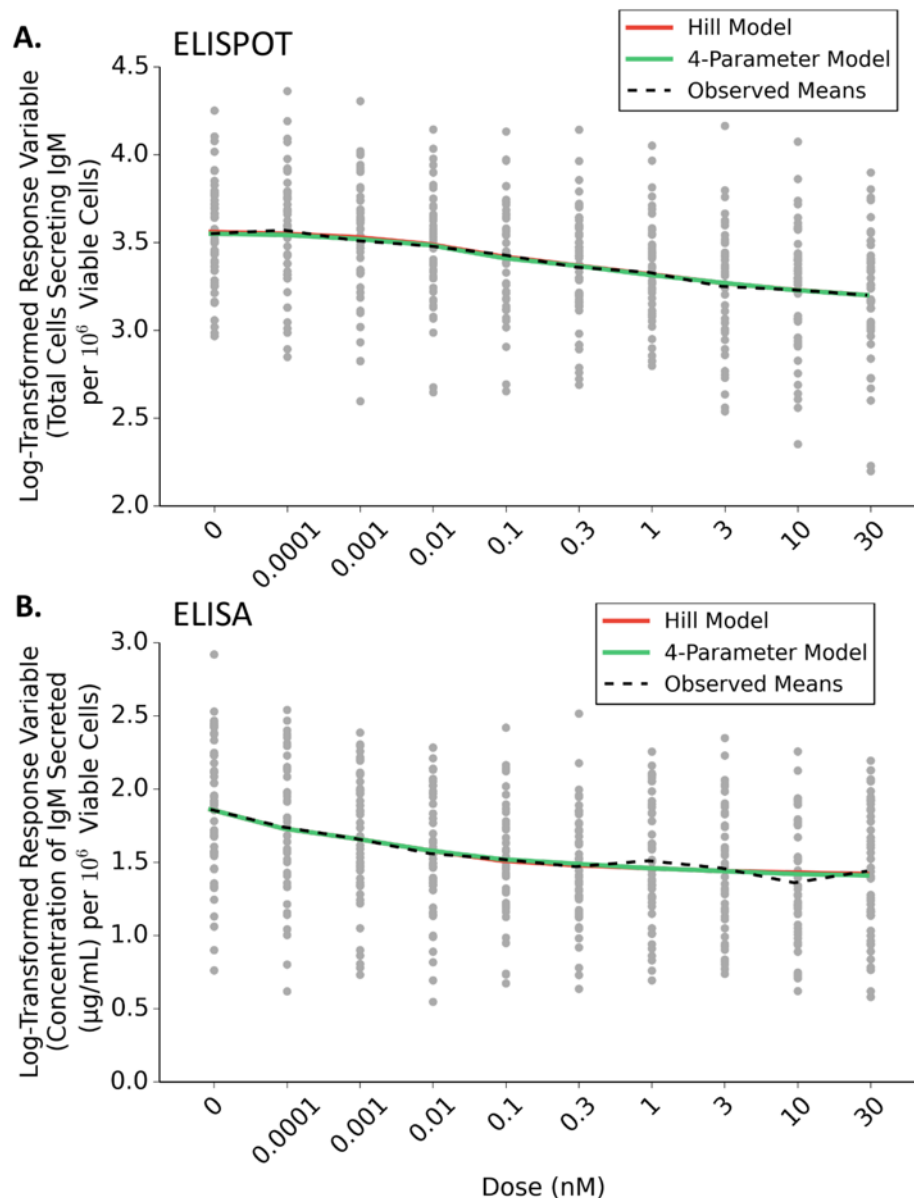 A.
ELISPOT
Hill Model
4-Parameter Model
Observed Means
Log-Transformed Response Variable
(Total Cells Secreting IgM
per 10⁶ Viable Cells)
4.5
4.0
3.5
3.0
2.5
2.0
0
0.0001
0.001
0.01
0.1
0.3
1
3
10
30
B.
ELISA
Hill Model
4-Parameter Model
Observed Means
Log-Transformed Response Variable
(Concentration of IgM Secreted
(µg/mL) per 10⁶ Viable Cells)
3.0
2.5
2.0
1.5
1.0
0.5
0.0
0
0.0001
0.001
0.01
0.1
0.3
1
3
10
30
Dose (nM)